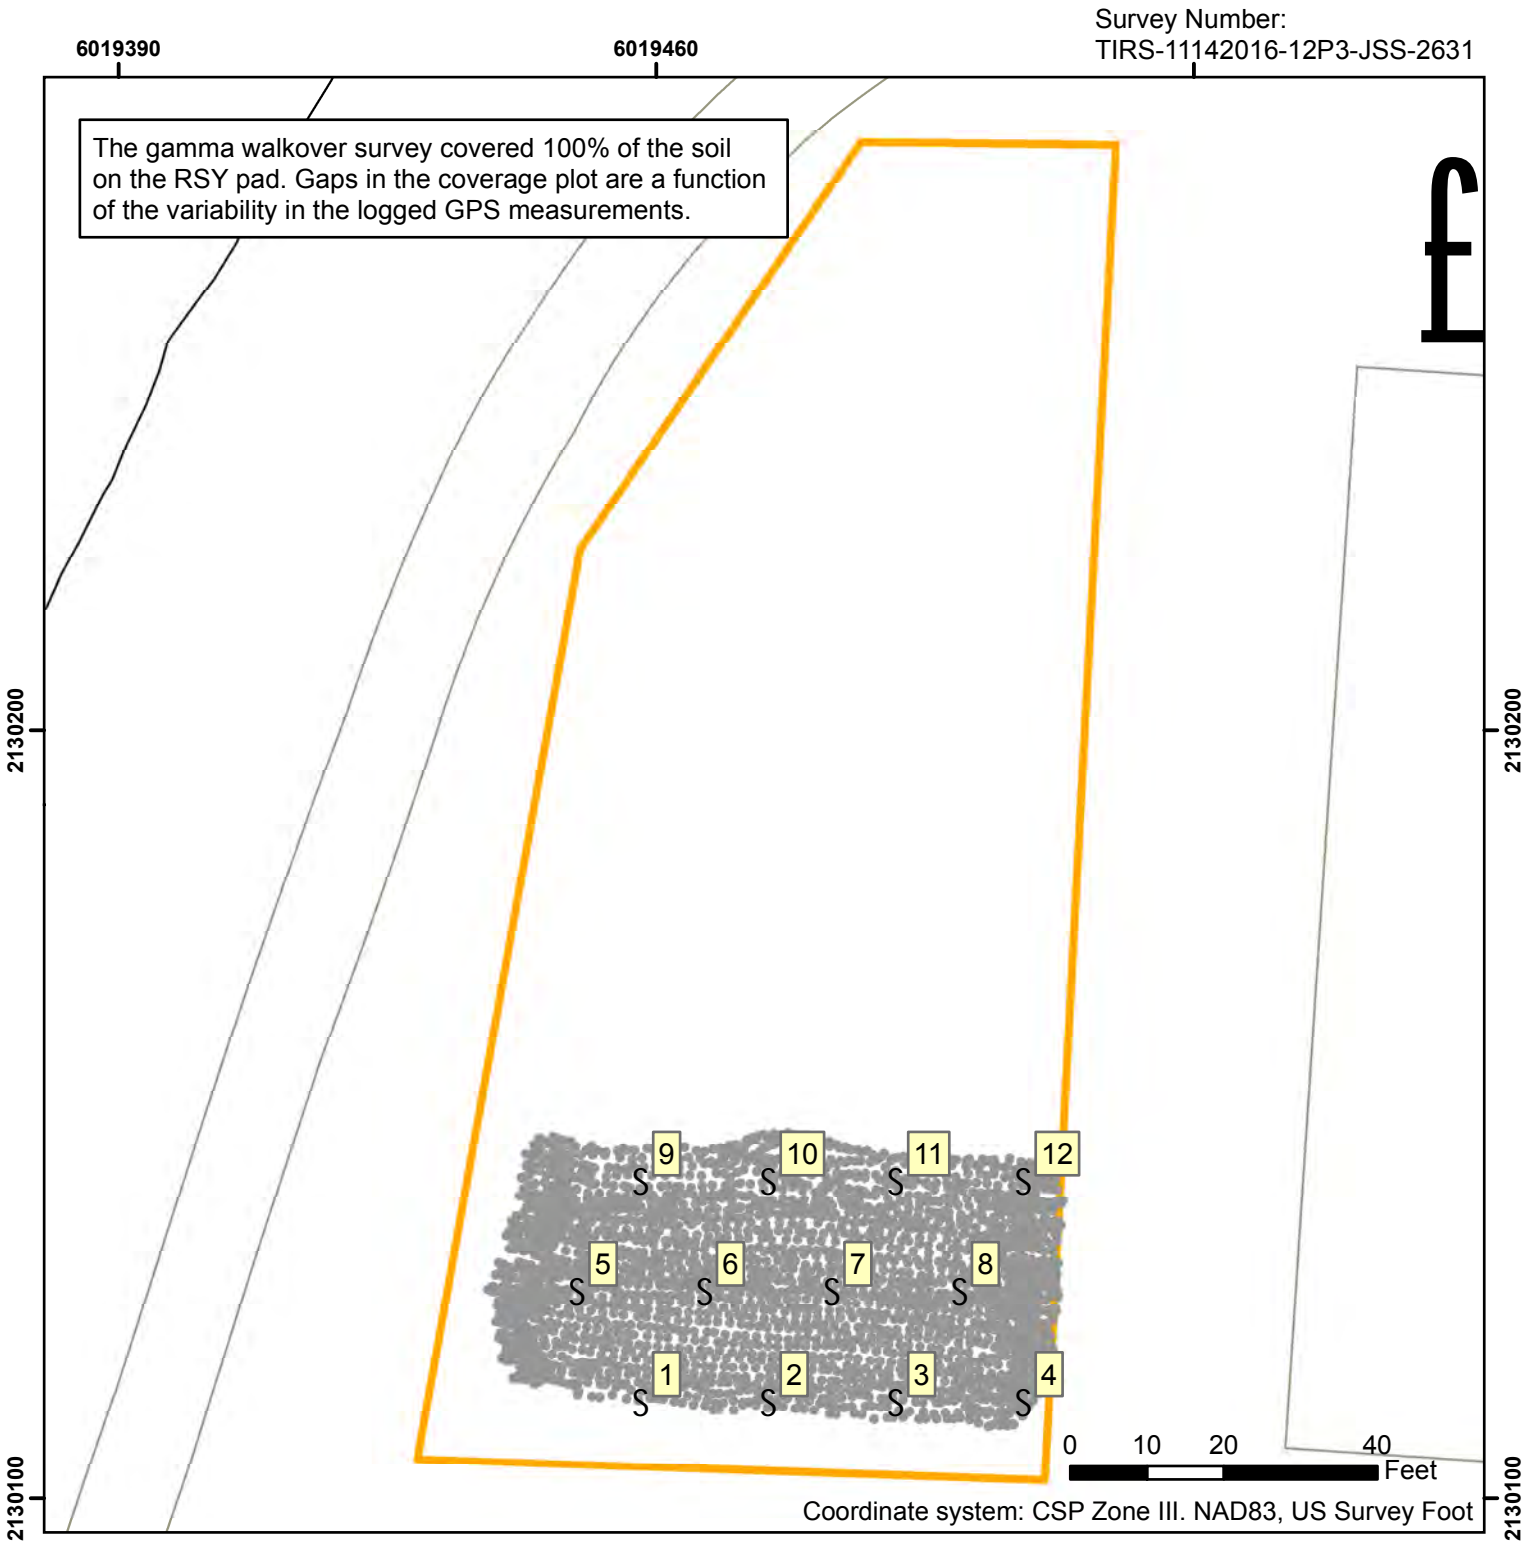 Survey Number:
TIRS-11142016-12P3-JSS-2631
6019390
6019460
The gamma walkover survey covered 100% of the soil
on the RSY pad. Gaps in the coverage plot are a function
of the variability in the logged GPS measurements.
£
2130200
2130200
9
10
11
12
S
S
S
S
5
6
7
8
S
S
S
S
1
2
3
4
S
S
S
S
0
10
20
40
Feet
2130100
2130100
Coordinate system: CSP Zone III. NAD83, US Survey Foot